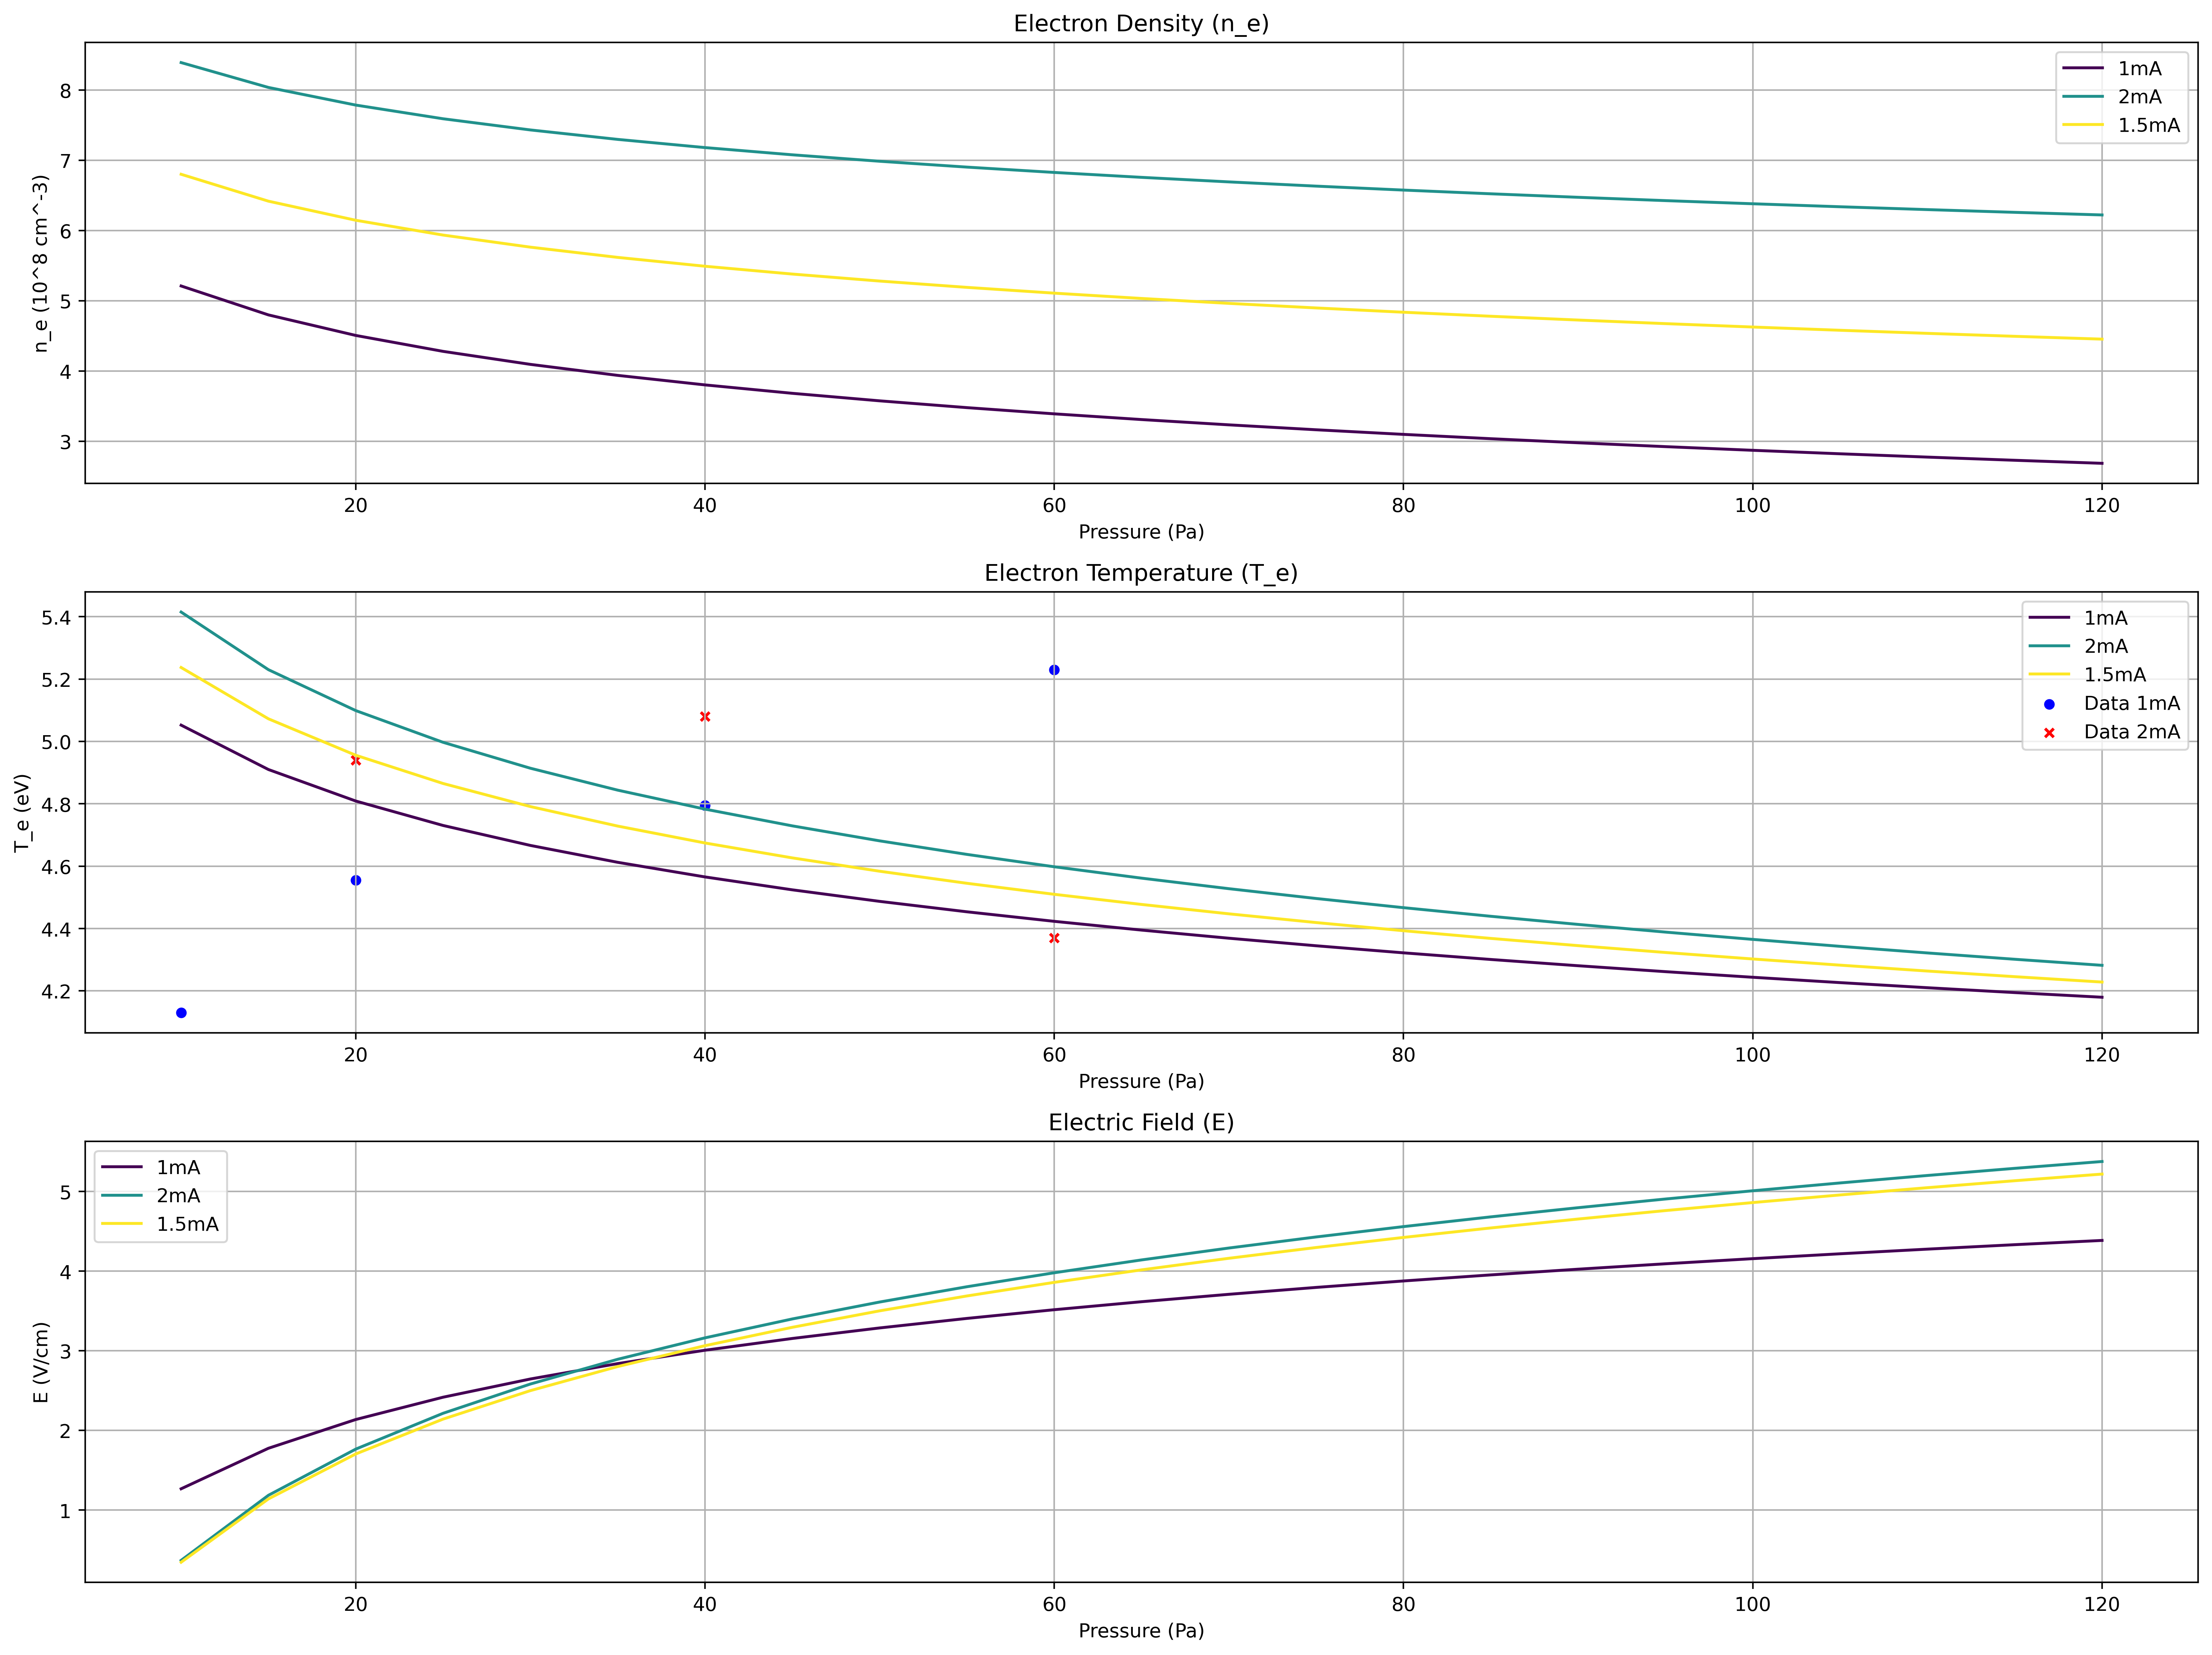 Electron Density (n_e)
n_e (10^8 cm^-3)
8
7
6
5
4
3
1mA
2mA
1.5mA
20 40 60 80 100 120
Pressure (Pa)
Electron Temperature (T_e)
T_e (eV)
5.4
5.2
5.0
4.8
4.6
4.4
4.2
1mA
2mA
1.5mA
Data 1mA
Data 2mA
20 40 60 80 100 120
Pressure (Pa)
Electric Field (E)
E (V/cm)
5
4
3
2
1
1mA
2mA
1.5mA
20 40 60 80 100 120
Pressure (Pa)